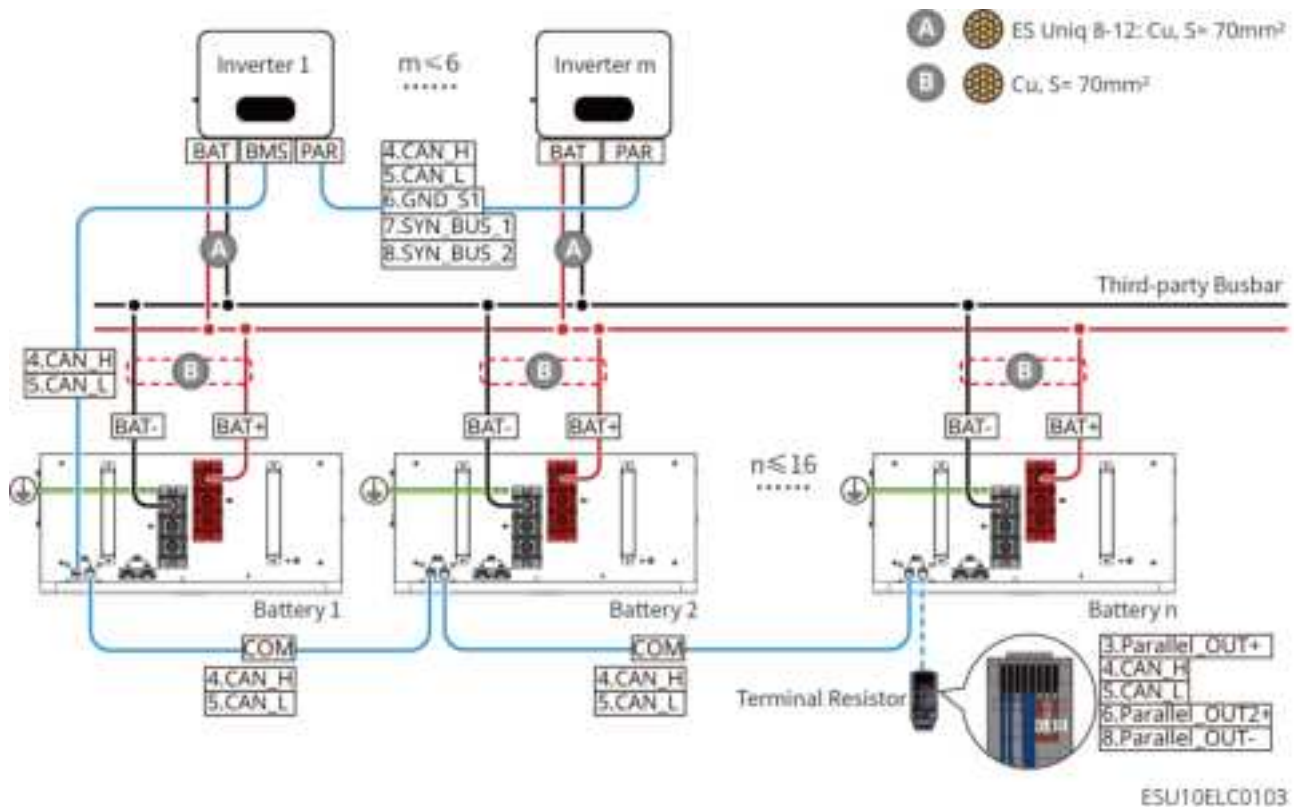 A ES Uniq 8-12: Cu, S= 70mm²
B Cu, S= 70mm²
Inverter 1
m≤6
Inverter m
BAT BMS PAR
BAT PAR
4.CAN_H
5.CAN_L
6.GND_S1
7.SYN_BUS_1
8.SYN_BUS_2
A
A
Third-party Busbar
4.CAN_H
5.CAN_L
B
B
B
BAT- BAT+
BAT- BAT+
BAT- BAT+
n≤16
Battery 1
Battery 2
Battery n
COM
4.CAN_H
5.CAN_L
COM
4.CAN_H
5.CAN_L
Terminal Resistor
3.Parallel_OUT+
4.CAN_H
5.CAN_L
6.Parallel_OUT2+
8.Parallel_OUT-
ESU10ELC0103